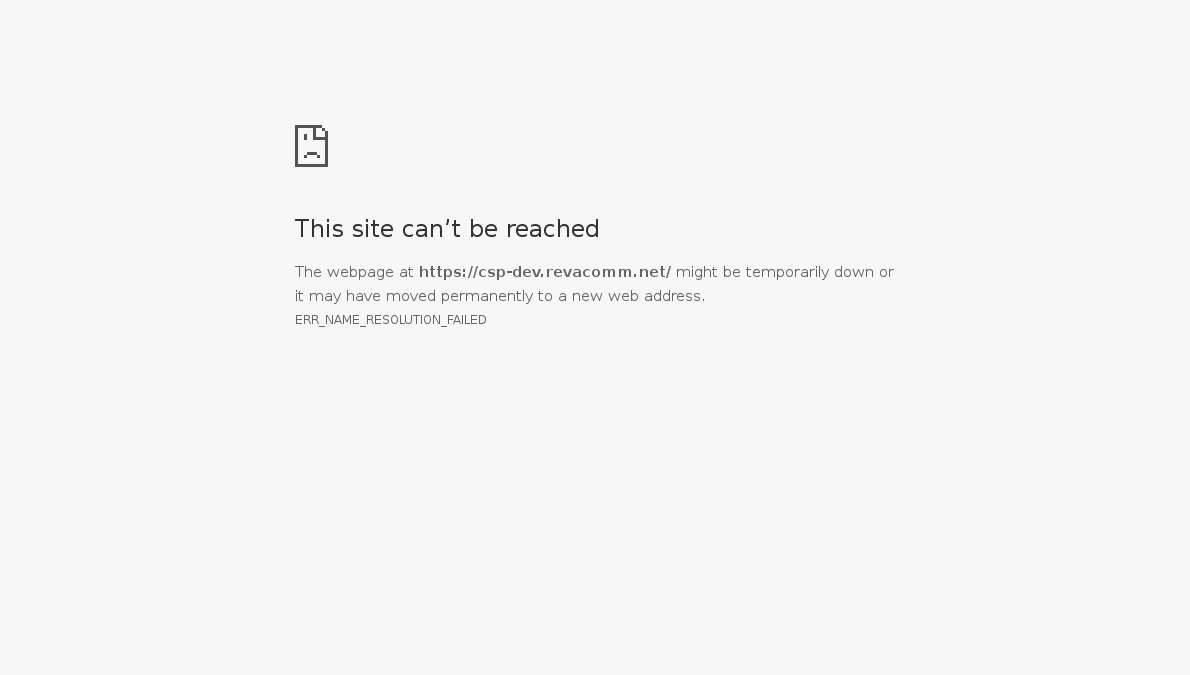 This site can’t be reached
The webpage at https://csp-dev.revacomm.net/ might be temporarily down or
it may have moved permanently to a new web address.
ERR_NAME_RESOLUTION_FAILED